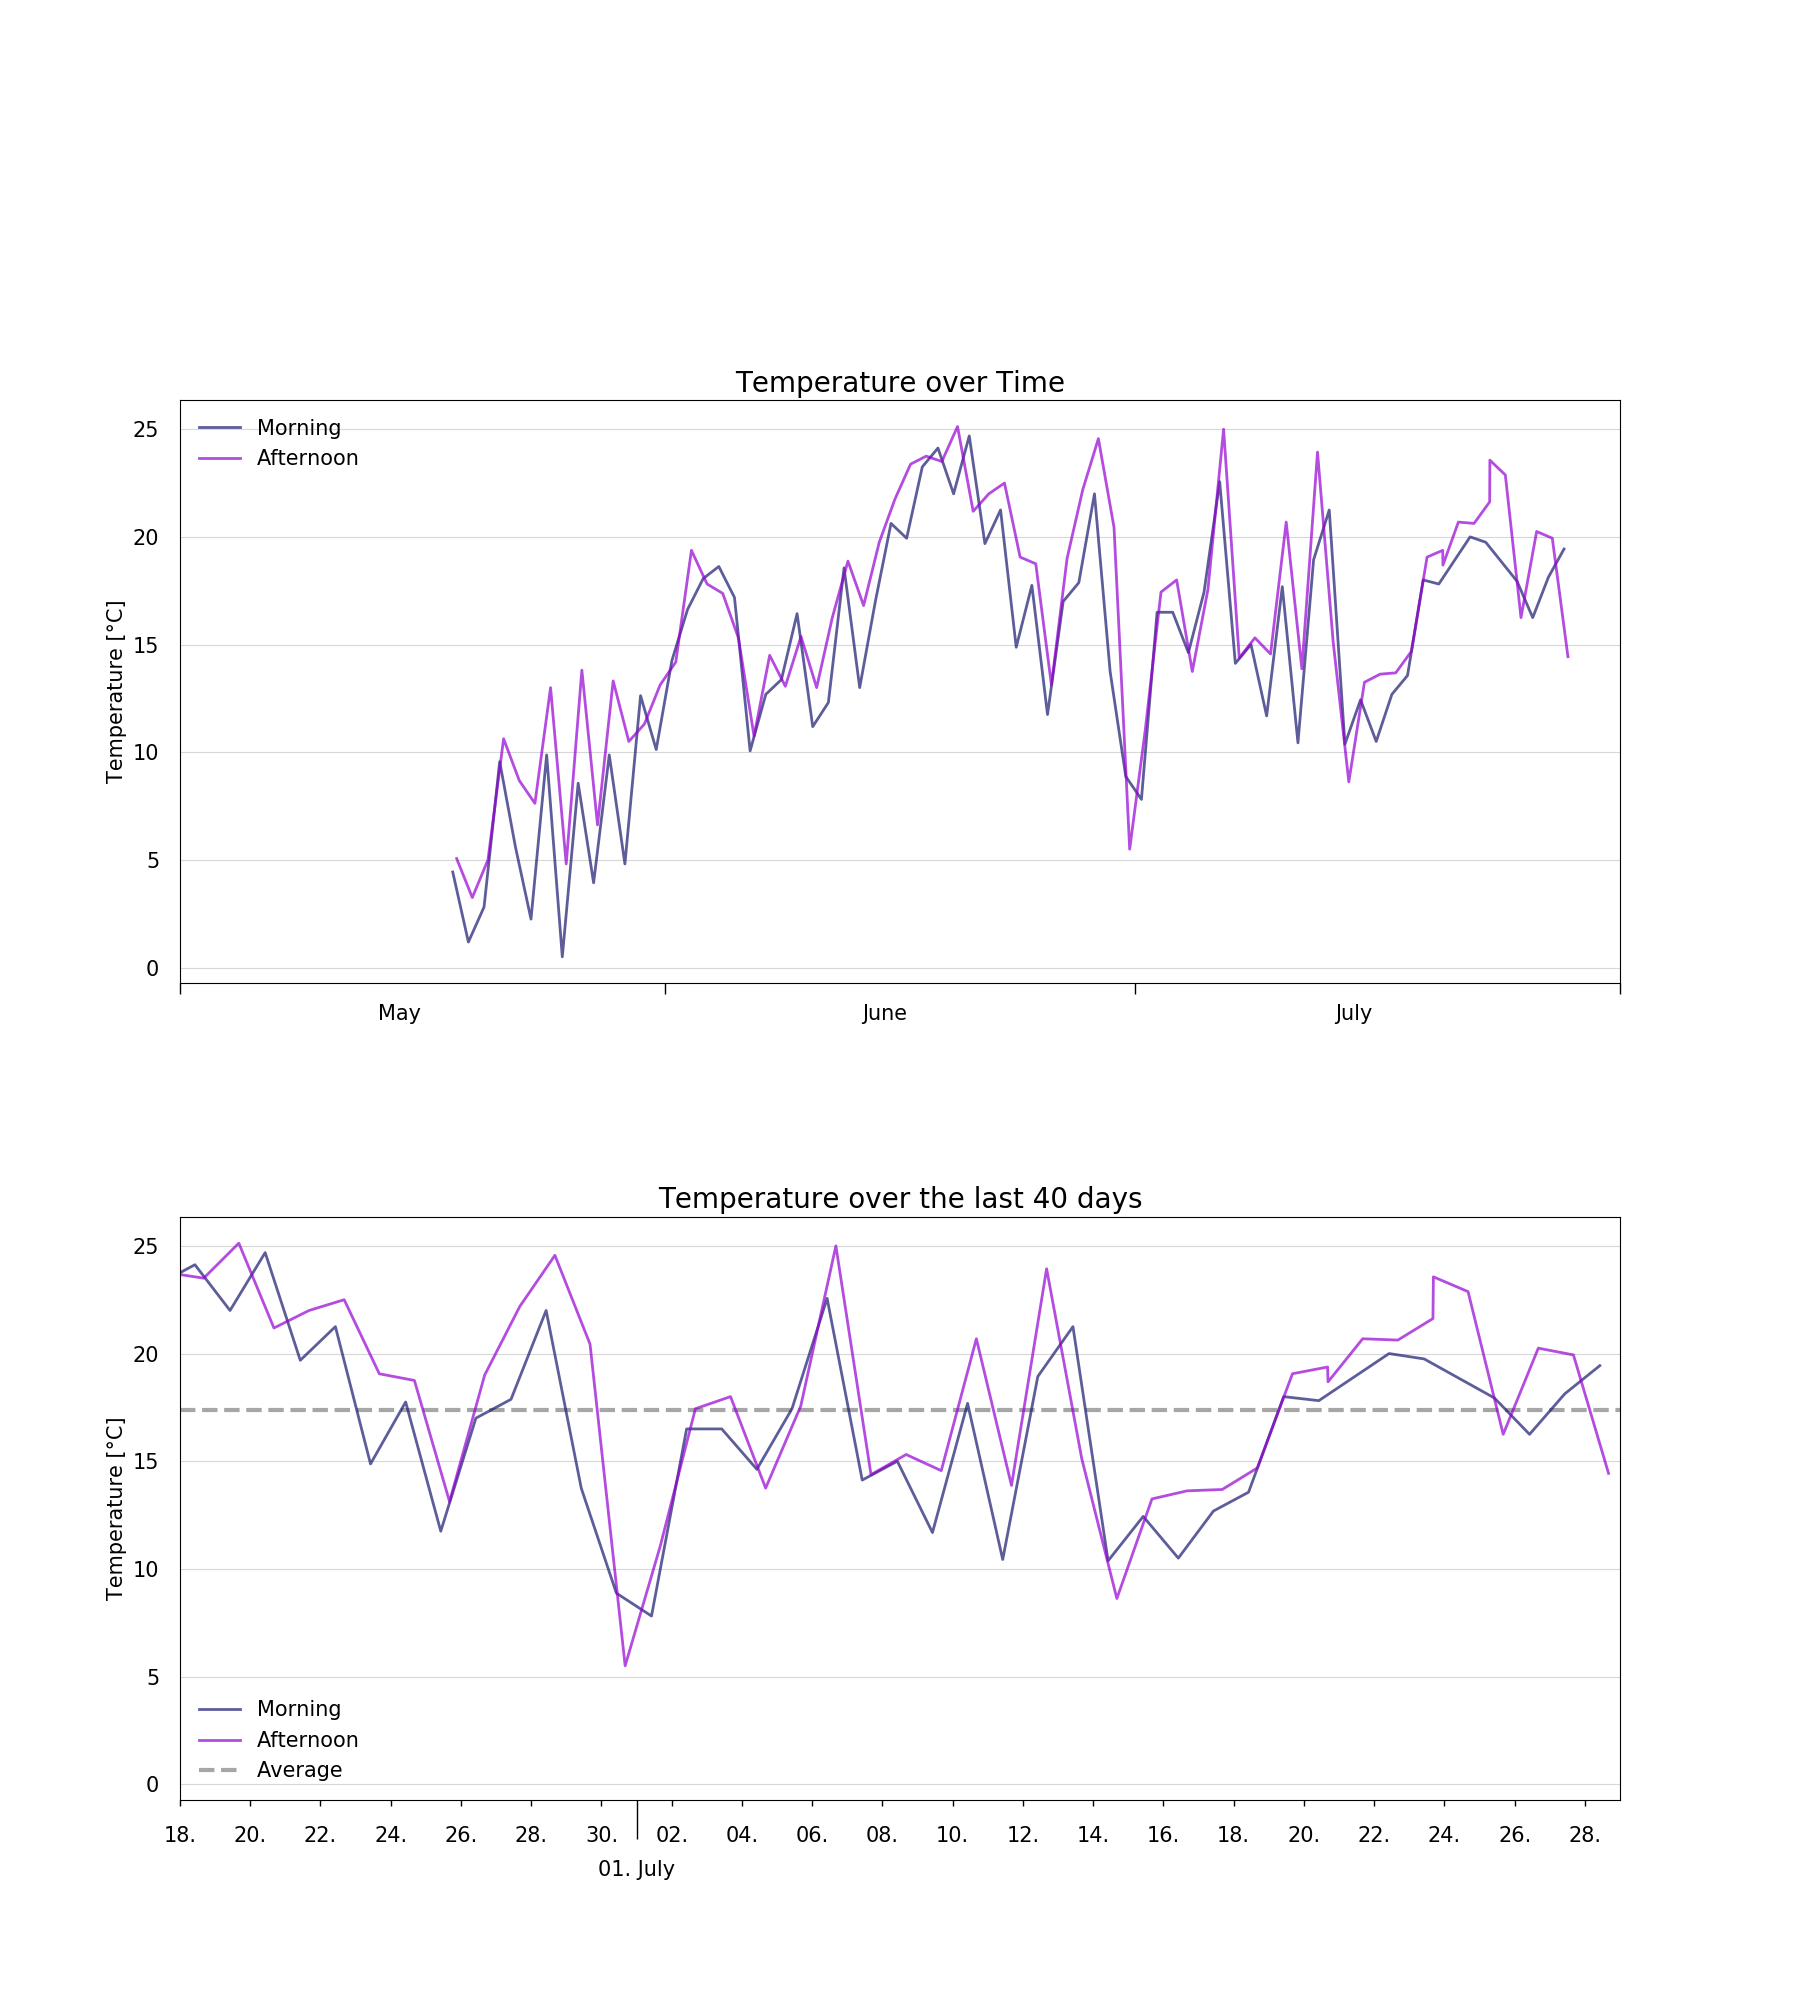 Temperature over Time
Temperature [°C]
25
20
15
10
5
0
Morning
Afternoon
May June July
Temperature over the last 40 days
Temperature [°C]
25
20
15
10
5
0
Morning
Afternoon
Average
18. 20. 22. 24. 26. 28. 30. 02. 04. 06. 08. 10. 12. 14. 16. 18. 20. 22. 24. 26. 28.
01. July